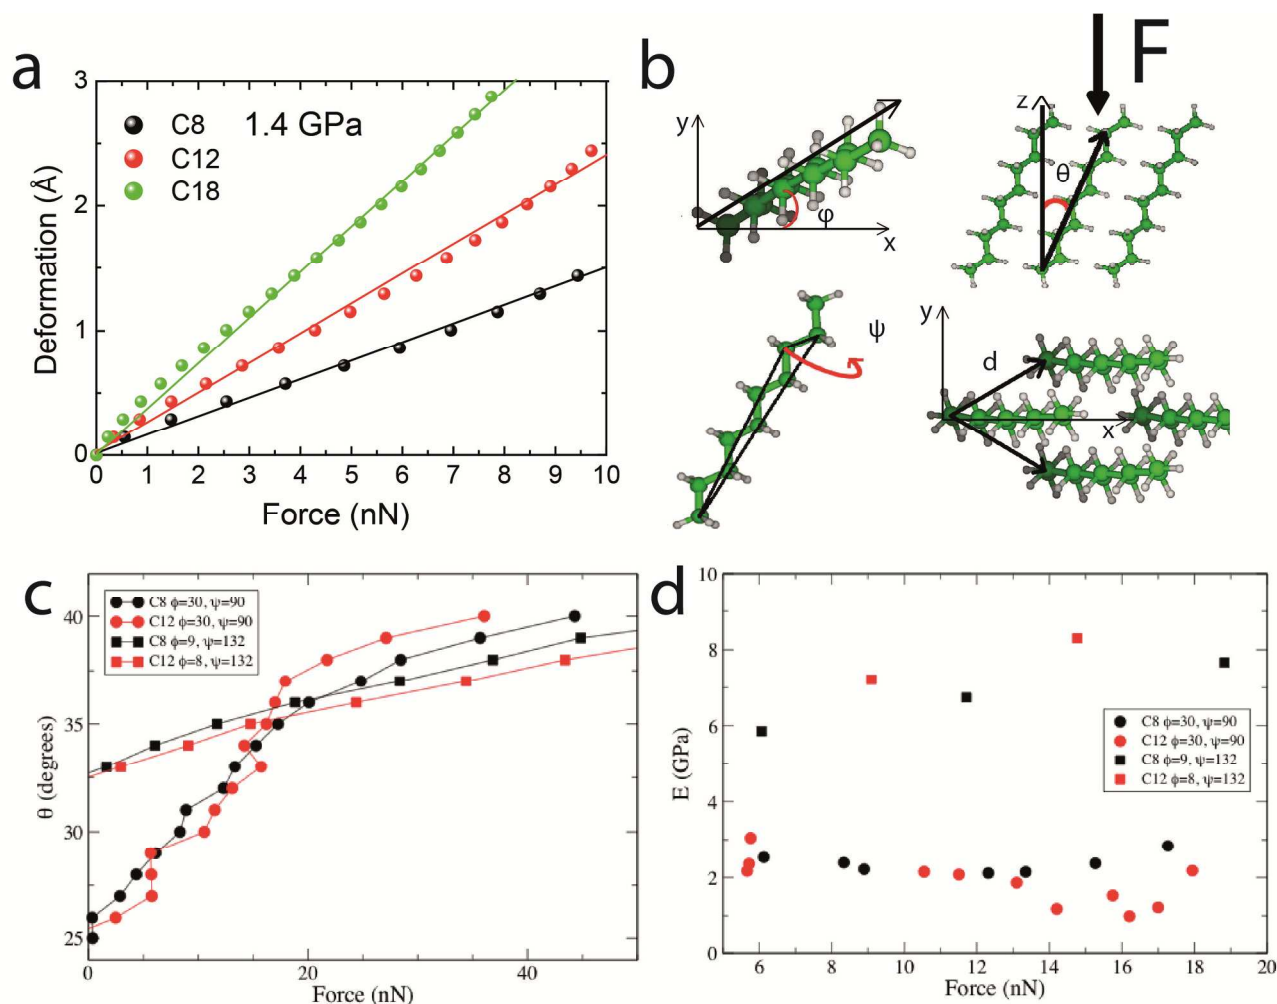 a
3
2
1
0
0 1 2 3 4 5 6 7 8 9 10
Deformation (Å)
Force (nN)
C8 1.4 GPa
C12
C18
b
F
y
φ
x
z
θ
ψ
y
d
x
c
40
35
30
25
0 20 40
θ (degrees)
Force (nN)
C8 ϕ=30, ψ=90
C12 ϕ=30, ψ=90
C8 ϕ=9, ψ=132
C12 ϕ=8, ψ=132
d
10
8
6
4
2
0
6 8 10 12 14 16 18 20
E (GPa)
Force (nN)
C8 ϕ=30, ψ=90
C12 ϕ=30, ψ=90
C8 ϕ=9, ψ=132
C12 ϕ=8, ψ=132